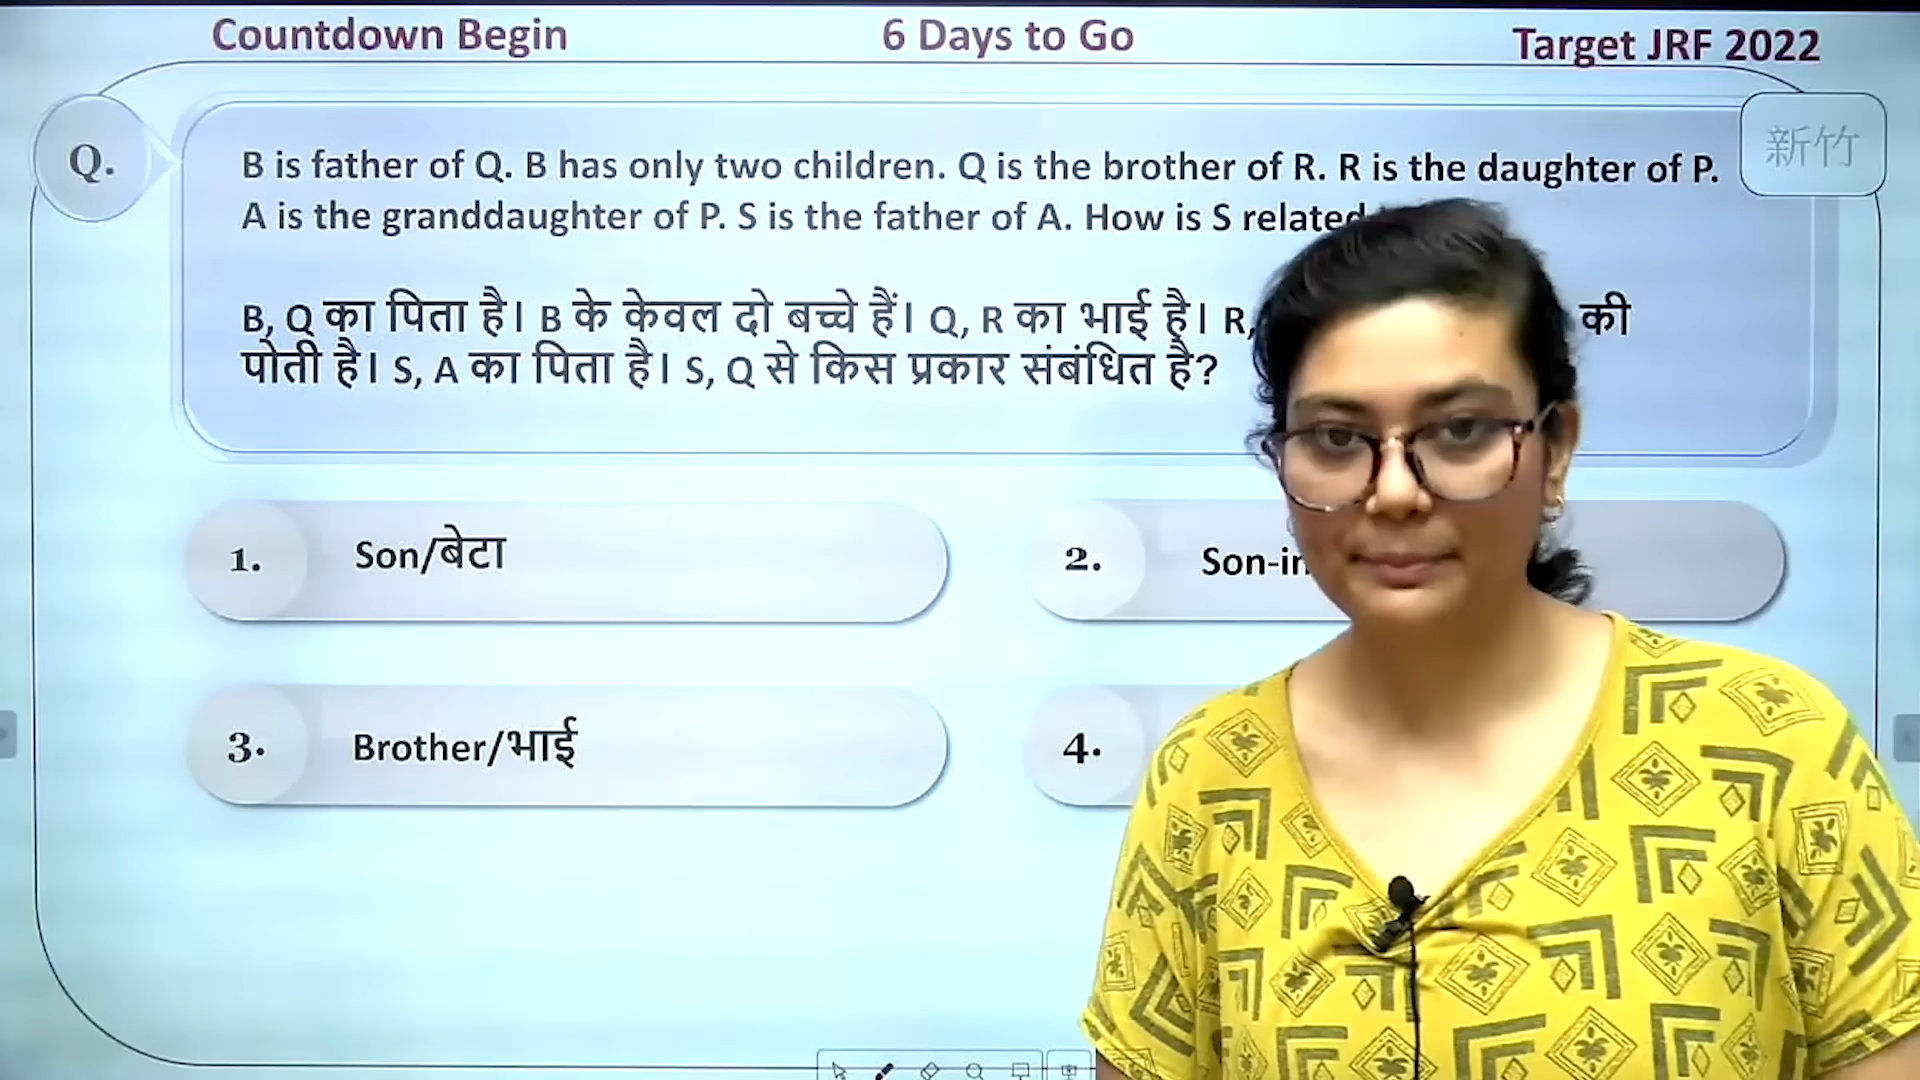 Countdown Begin
6 Days to Go
Target JRF 2022
Q.
新竹
B is father of Q. B has only two children. Q is the brother of R. R is the daughter of P.
A is the granddaughter of P. S is the father of A. How is S related
B, Q का पिता है। B के केवल दो बच्चे हैं। Q, R का भाई है। R, की
पोती है। S, A का पिता है। S, Q से किस प्रकार संबंधित है?
1. Son/बेटा
2.
3. Brother/भाई
4.